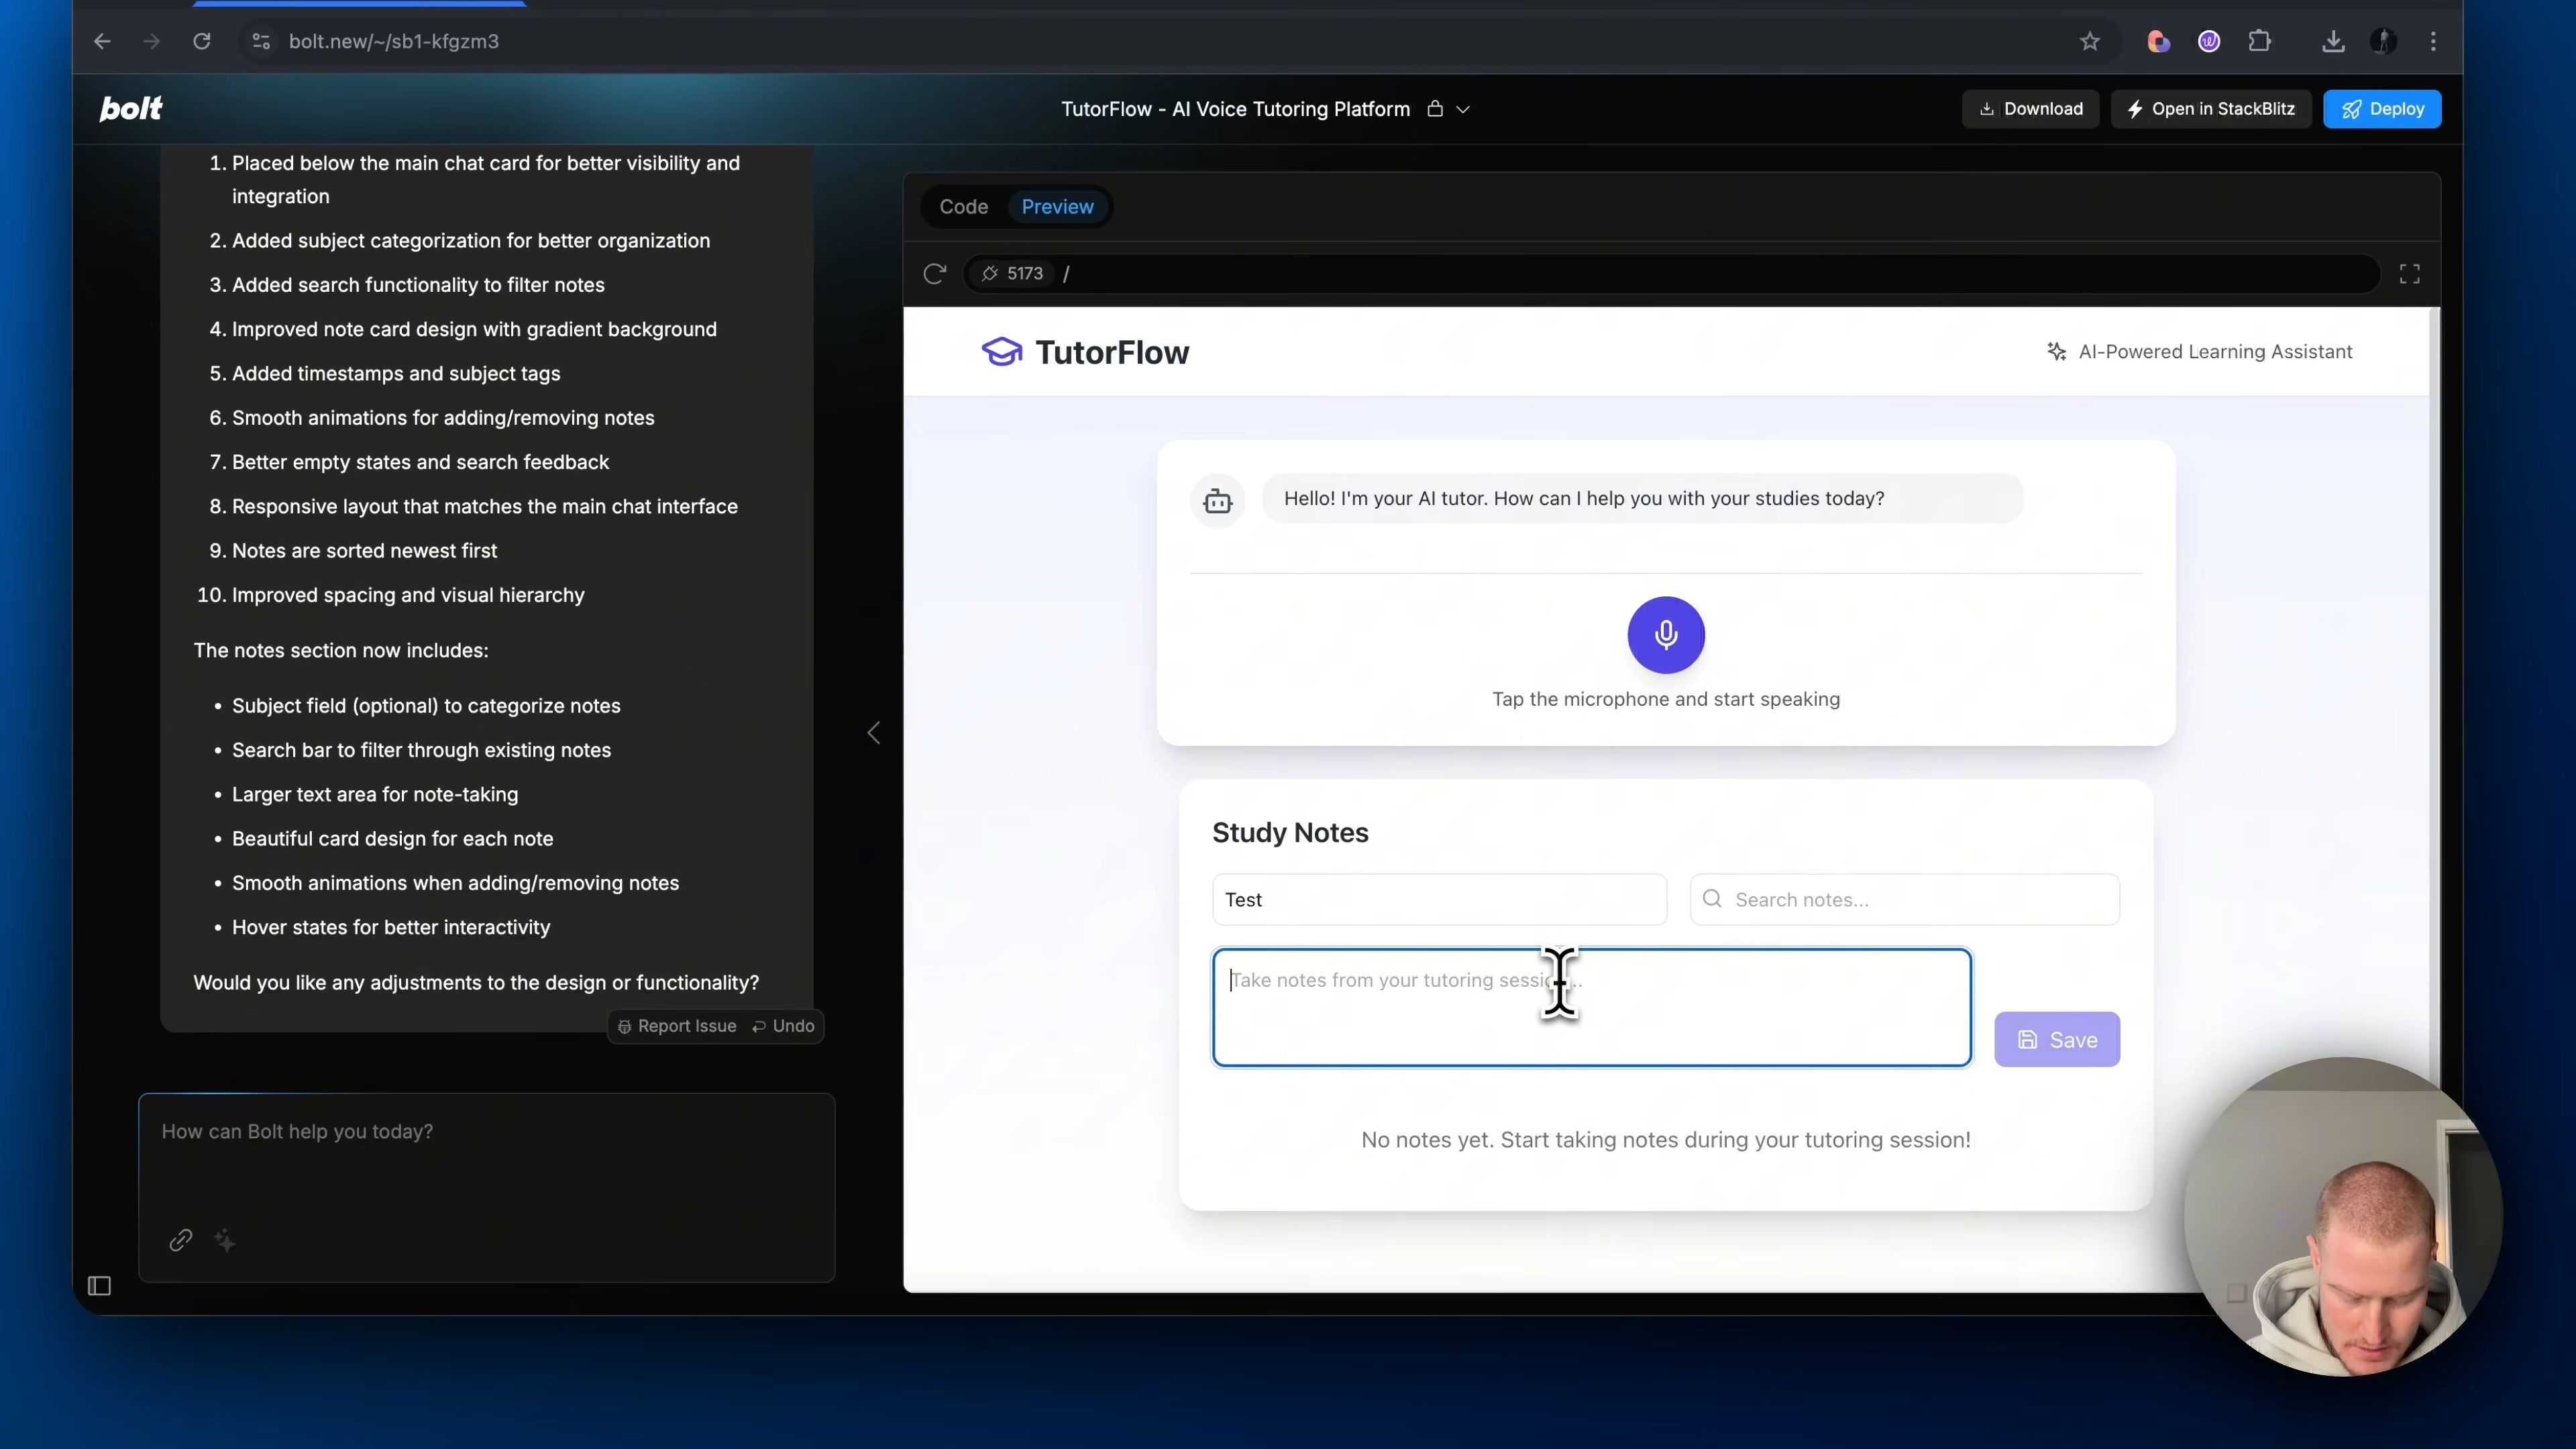 bolt.new/~/sb1-kfgzm3
bolt
TutorFlow - AI Voice Tutoring Platform
Download
Open in StackBlitz
Deploy
1. Placed below the main chat card for better visibility and
integration
2. Added subject categorization for better organization
3. Added search functionality to filter notes
4. Improved note card design with gradient background
5. Added timestamps and subject tags
6. Smooth animations for adding/removing notes
7. Better empty states and search feedback
8. Responsive layout that matches the main chat interface
9. Notes are sorted newest first
10. Improved spacing and visual hierarchy
The notes section now includes:
• Subject field (optional) to categorize notes
• Search bar to filter through existing notes
• Larger text area for note-taking
• Beautiful card design for each note
• Smooth animations when adding/removing notes
• Hover states for better interactivity
Would you like any adjustments to the design or functionality?
Report Issue
Undo
How can Bolt help you today?
Code
Preview
5173 /
TutorFlow
AI-Powered Learning Assistant
Hello! I'm your AI tutor. How can I help you with your studies today?
Tap the microphone and start speaking
Study Notes
Test
Search notes...
Take notes from your tutoring
Save
No notes yet. Start taking notes during your tutoring session!